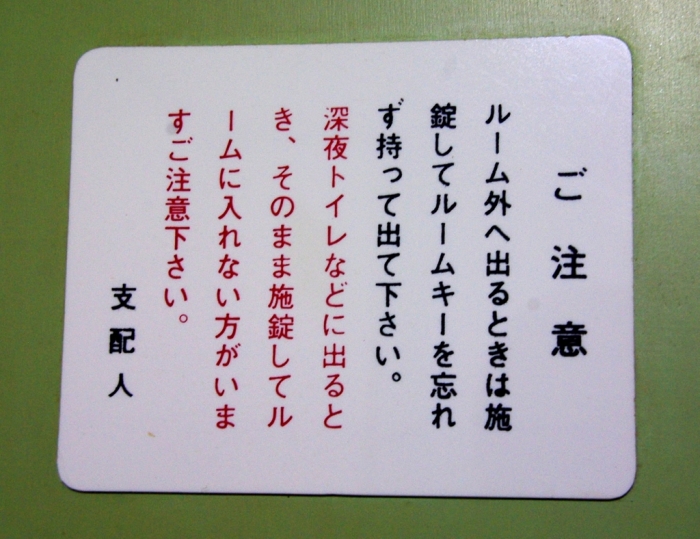 ご注意
ルーム外へ出るときは施
錠してルームキーを忘れ
ず持って出て下さい。
深夜トイレなどに出ると
き、そのまま施錠してル
ームに入れない方がいま
すご注意下さい。
支配人